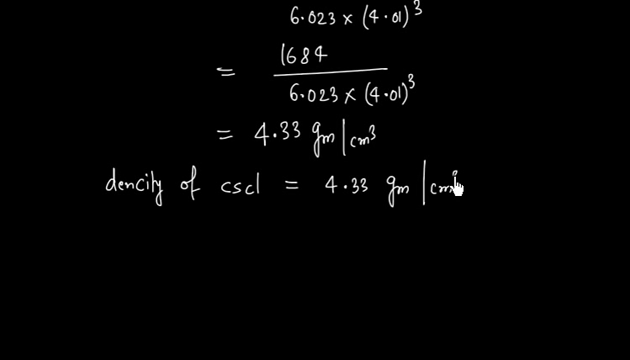 6.023 × (4.01)³
= 1684
6.023 × (4.01)³
= 4.33 gm/cm³
dencity of cscl = 4.33 gm/cm³